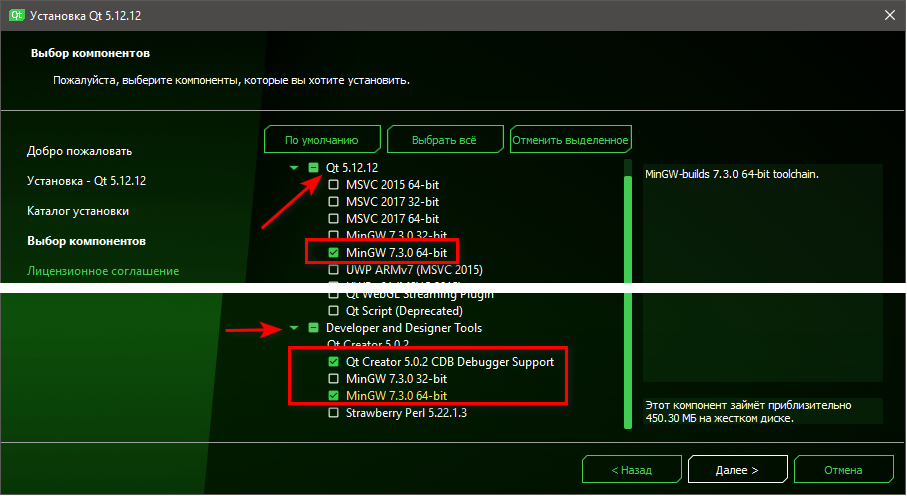 Qt Установка Qt 5.12.12
Выбор компонентов
Пожалуйста, выберите компоненты, которые вы хотите установить.
Добро пожаловать
Установка - Qt 5.12.12
Каталог установки
Выбор компонентов
Лицензионное соглашение
По умолчанию
Выбрать всё
Отменить выделенное
Qt 5.12.12
MSVC 2015 64-bit
MSVC 2017 32-bit
MSVC 2017 64-bit
MinGW 7.3.0 32-bit
MinGW 7.3.0 64-bit
UWP ARMv7 (MSVC 2015)
Qt WebGL Streaming Plugin
Qt Script (Deprecated)
Developer and Designer Tools
Qt Creator 5.0.2
Qt Creator 5.0.2 CDB Debugger Support
MinGW 7.3.0 32-bit
MinGW 7.3.0 64-bit
Strawberry Perl 5.22.1.3
MinGW-builds 7.3.0 64-bit toolchain.
Этот компонент займёт приблизительно
450.30 МБ на жестком диске.
< Назад
Далее >
Отмена